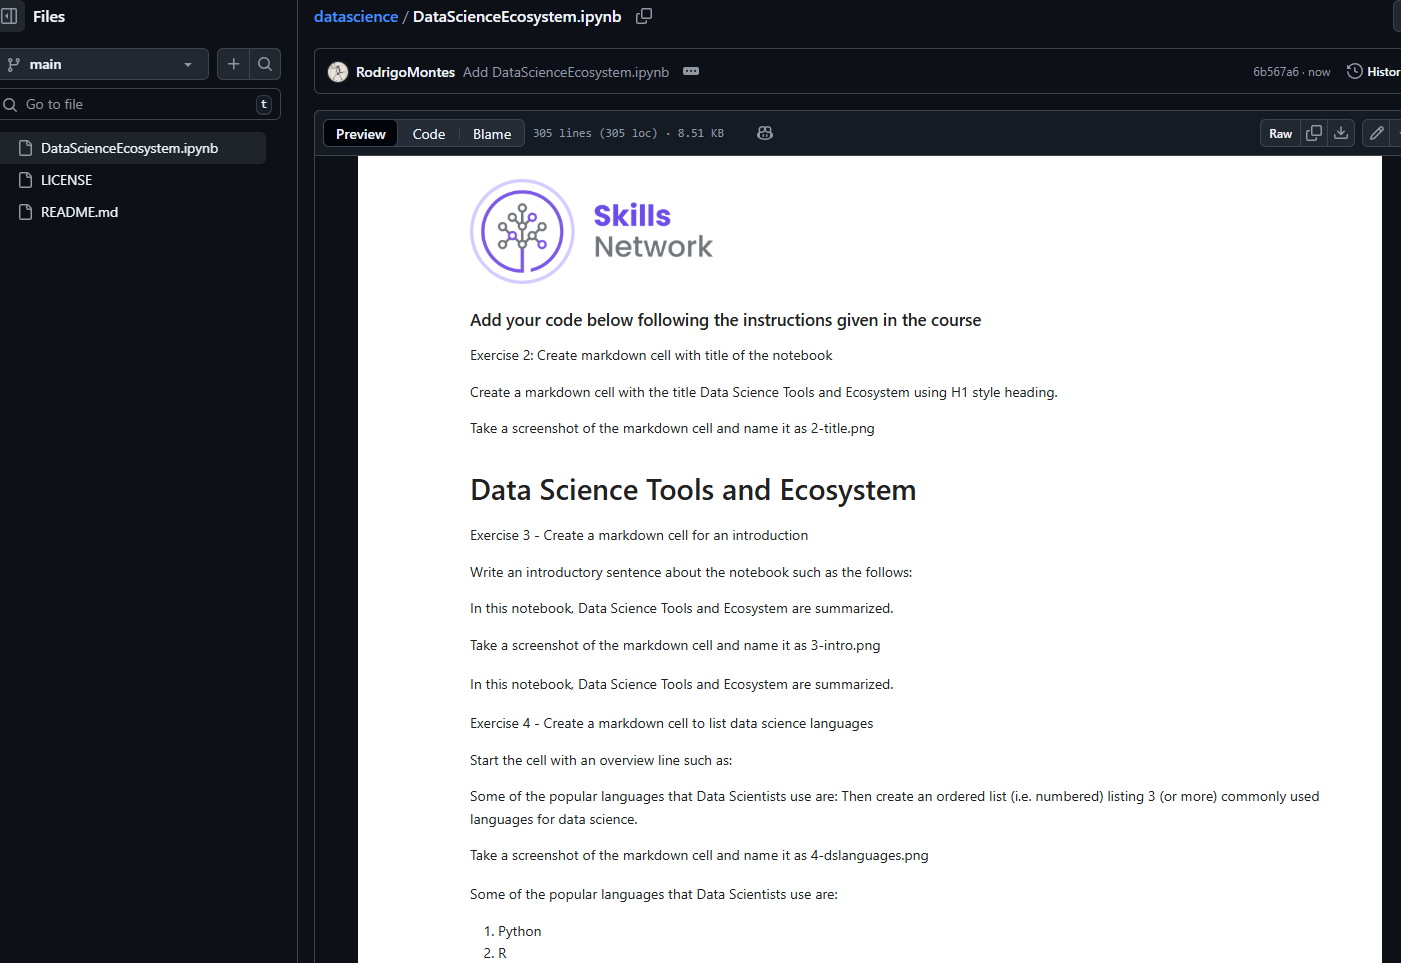 Files
datascience / DataScienceEcosystem.ipynb
main
RodrigoMontes Add DataScienceEcosystem.ipynb
6b567a6 · now
Histor
Go to file
t
Preview Code Blame 305 lines (305 loc) · 8.51 KB
Raw
DataScienceEcosystem.ipynb
LICENSE
README.md
Skills
Network
Add your code below following the instructions given in the course
Exercise 2: Create markdown cell with title of the notebook
Create a markdown cell with the title Data Science Tools and Ecosystem using H1 style heading.
Take a screenshot of the markdown cell and name it as 2-title.png
Data Science Tools and Ecosystem
Exercise 3 - Create a markdown cell for an introduction
Write an introductory sentence about the notebook such as the follows:
In this notebook, Data Science Tools and Ecosystem are summarized.
Take a screenshot of the markdown cell and name it as 3-intro.png
In this notebook, Data Science Tools and Ecosystem are summarized.
Exercise 4 - Create a markdown cell to list data science languages
Start the cell with an overview line such as:
Some of the popular languages that Data Scientists use are: Then create an ordered list (i.e. numbered) listing 3 (or more) commonly used
languages for data science.
Take a screenshot of the markdown cell and name it as 4-dslanguages.png
Some of the popular languages that Data Scientists use are:
1. Python
2. R